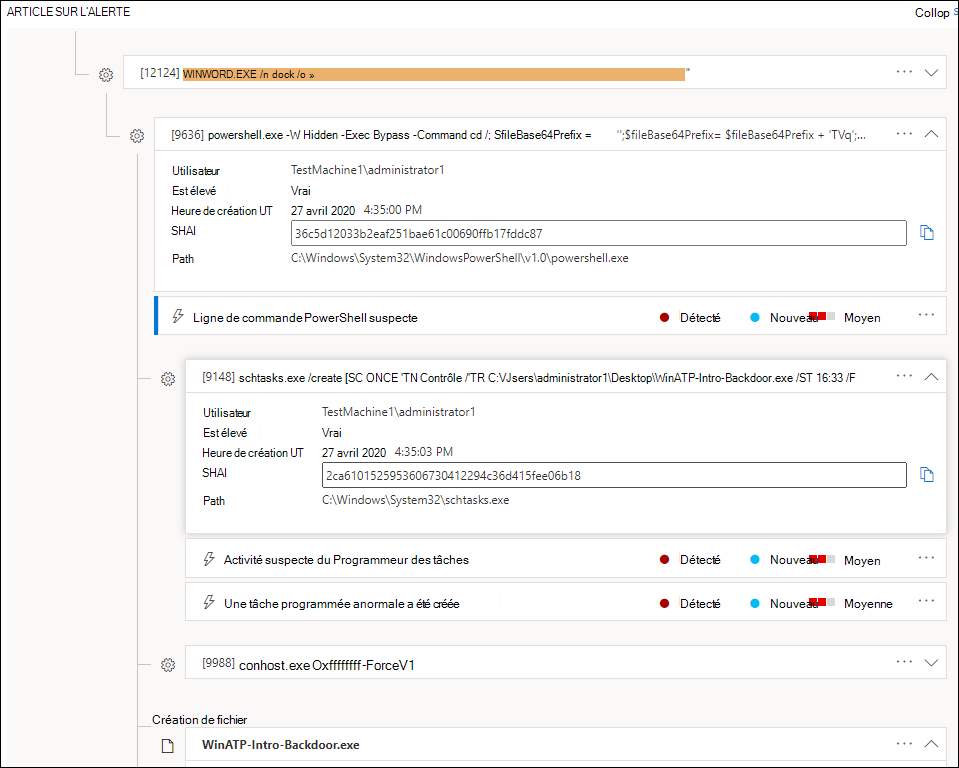 ARTICLE SUR L'ALERTE
Collop S
[12124] WINWORD.EXE /n dock /o » "
[9636] powershell.exe -W Hidden -Exec Bypass -Command cd /; SfileBase64Prefix = '';$fileBase64Prefix= $fileBase64Prefix + 'TVq';...
Utilisateur TestMachine1\administrator1
Est élevé Vrai
Heure de création UT 27 avril 2020 4:35:00 PM
SHAI 36c5d12033b2eaf251bae61c00690ffb17fddc87
Path C:\Windows\System32\WindowsPowerShell\v1.0\powershell.exe
Ligne de commande PowerShell suspecte Détecté Nouveau Moyen
[9148] schtasks.exe /create [SC ONCE 'TN Contrôle /'TR C:\VJsers\administrator1\Desktop\WinATP-Intro-Backdoor.exe /ST 16:33 /F
Utilisateur TestMachine1\administrator1
Est élevé Vrai
Heure de création UT 27 avril 2020 4:35:03 PM
SHAI 2ca6101525953606730412294c36d415fee06b18
Path C:\Windows\System32\schtasks.exe
Activité suspecte du Programmeur des tâches Détecté Nouveau Moyen
Une tâche programmée anormale a été créée Détecté Nouveau Moyenne
[9988] conhost.exe Oxffffffff -ForceV1
Création de fichier
WinATP-Intro-Backdoor.exe